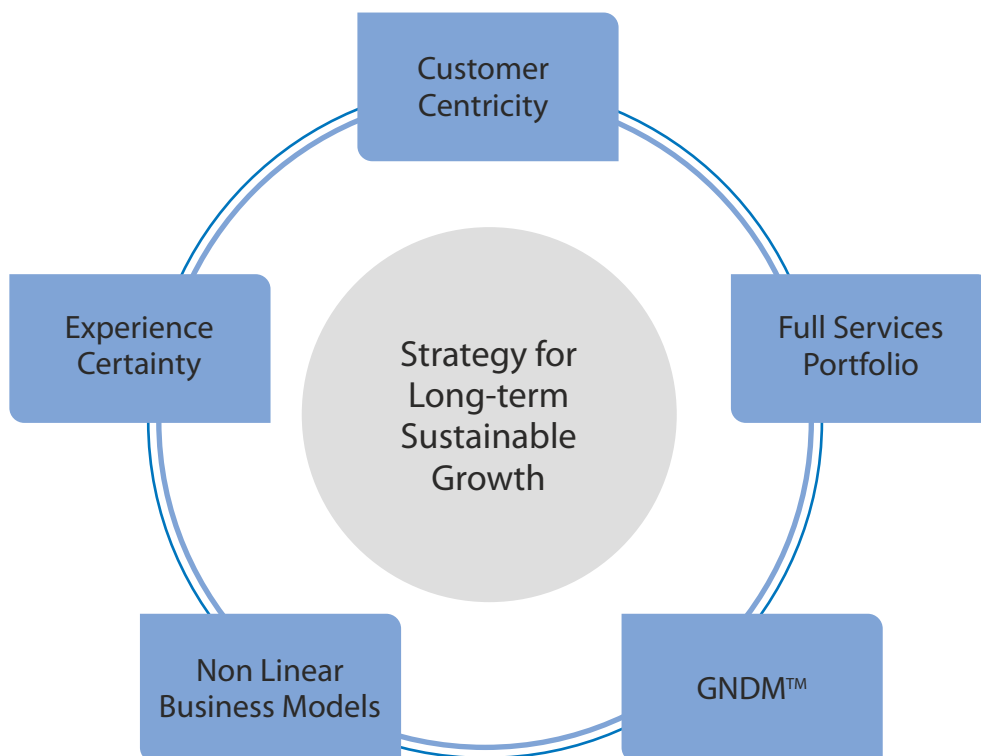 Customer
Centricity
Experience
Certainty
Strategy for
Long-term
Sustainable
Growth
Full Services
Portfolio
Non Linear
Business Models
GNDM™